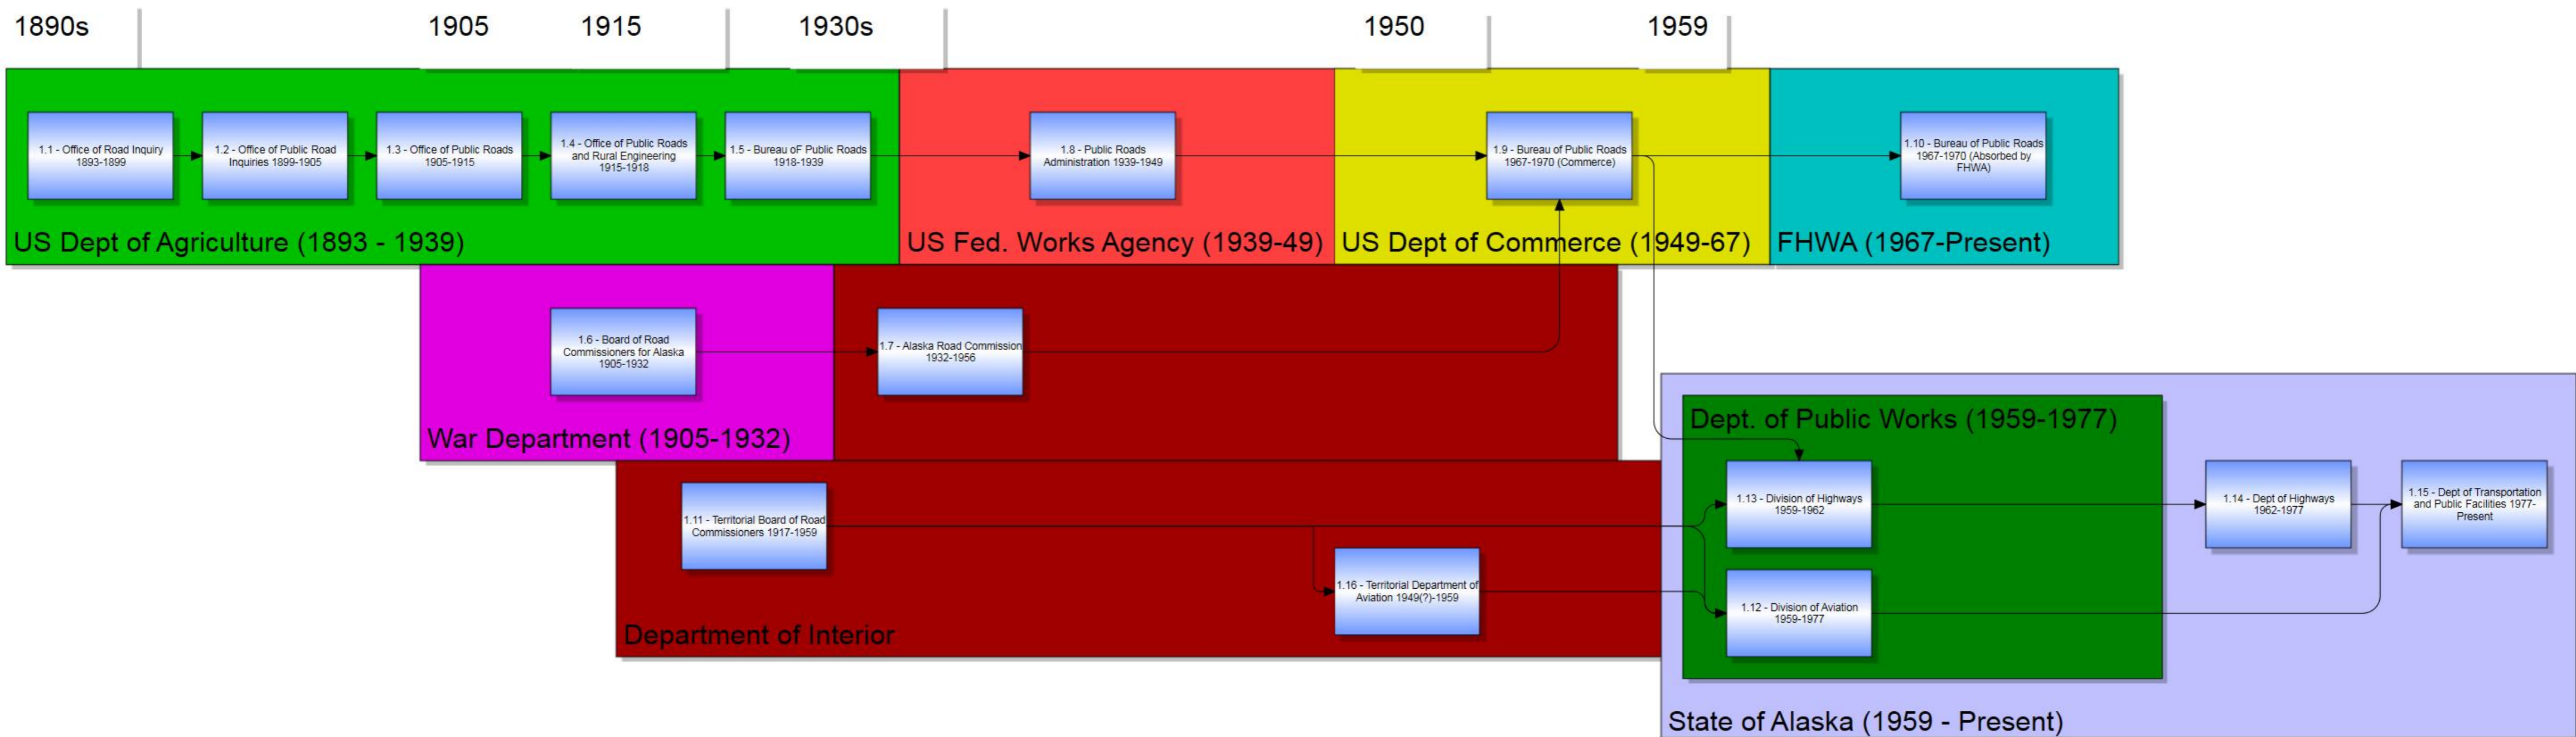 1890s
1905
1915
1930s
1950
1959
1.1 - Office of Road Inquiry
1893-1899
1.2 - Office of Public Road
Inquiries 1899-1905
1.3 - Office of Public Roads
1905-1915
1.4 - Office of Public Roads
and Rural Engineering
1915-1918
1.5 - Bureau of Public Roads
1918-1939
1.8 - Public Roads
Administration 1939-1949
1.9 - Bureau of Public Roads
1967-1970 (Commerce)
1.10 - Bureau of Public Roads
1967-1970 (Absorbed by
FHWA)
US Dept of Agriculture (1893 - 1939)
US Fed. Works Agency (1939-49)
US Dept of Commerce (1949-67)
FHWA (1967-Present)
1.6 - Board of Road
Commissioners for Alaska
1905-1932
1.7 - Alaska Road Commission
1932-1956
War Department (1905-1932)
Dept. of Public Works (1959-1977)
1.11 - Territorial Board of Road
Commissioners 1917-1959
1.13 - Division of Highways
1959-1962
1.14 - Dept of Highways
1962-1977
1.15 - Dept of Transportation
and Public Facilities 1977-
Present
1.16 - Territorial Department of
Aviation 1949(?)-1959
1.12 - Division of Aviation
1959-1977
Department of Interior
State of Alaska (1959 - Present)